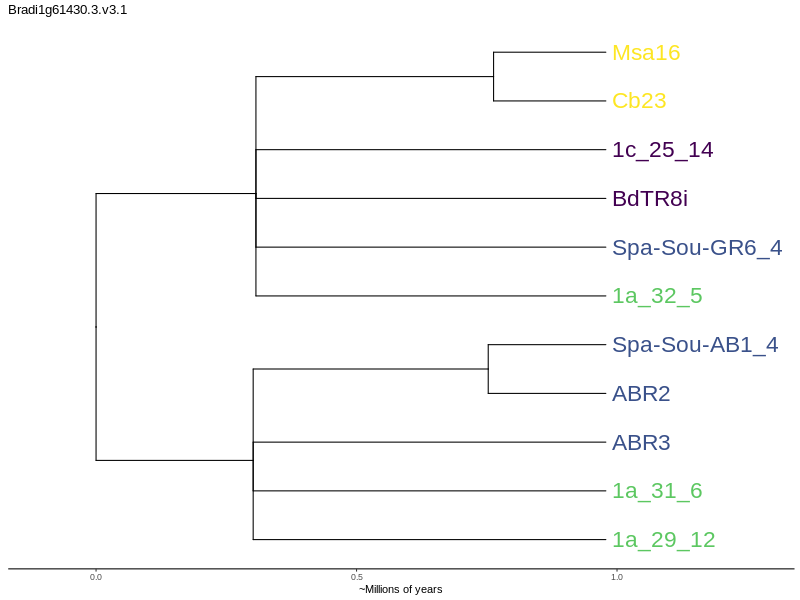 Bradi1g61430.3.v3.1
Msa16
Cb23
1c_25_14
BdTR8i
Spa-Sou-GR6_4
1a_32_5
Spa-Sou-AB1_4
ABR2
ABR3
1a_31_6
1a_29_12
0.0 0.5 1.0
~Millions of years